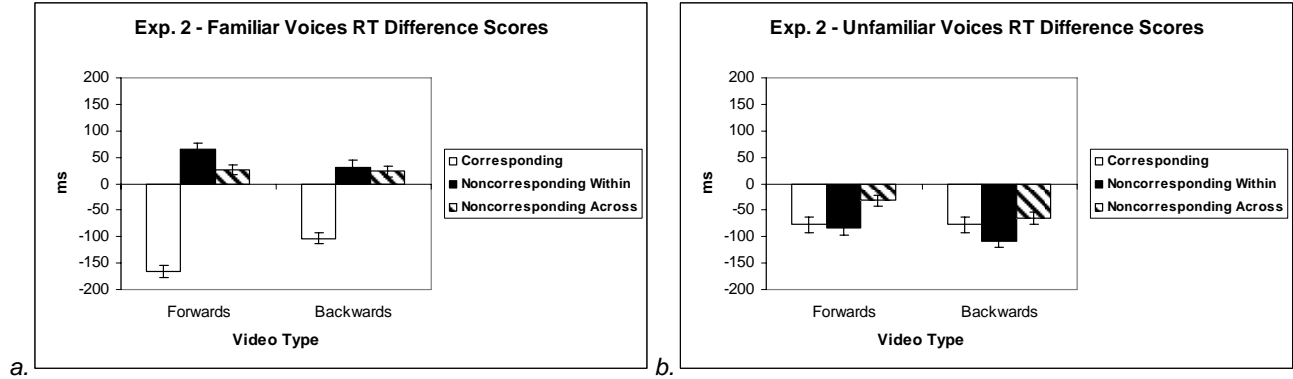 Exp. 2 - Familiar Voices RT Difference Scores
200
150
100
50
0
-50
-100
-150
-200
ms
Forwards
Backwards
Video Type
Corresponding
Noncorresponding Within
Noncorresponding Across
a.
Exp. 2 - Unfamiliar Voices RT Difference Scores
200
150
100
50
0
-50
-100
-150
-200
ms
Forwards
Backwards
Video Type
Corresponding
Noncorresponding Within
Noncorresponding Across
b.